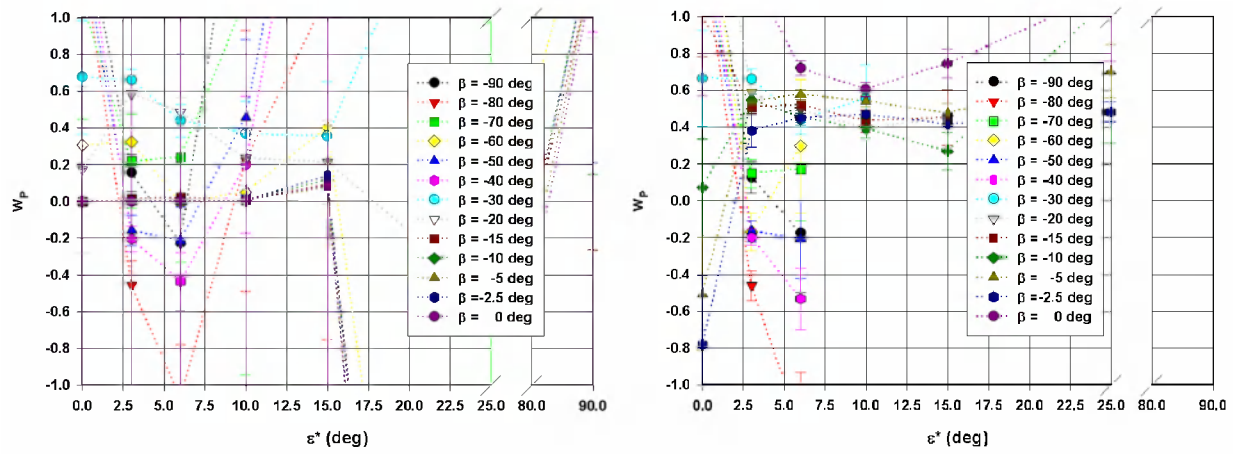 1.0
0.8
0.6
0.4
0.2
0.0
-0.2
-0.4
-0.6
-0.8
-1.0
W_P
0.0 2.5 5.0 7.5 10.0 12.5 15.0 17.5 20.0 22.5 25.0 80.0 90.0
ε* (deg)
β = -90 deg
β = -80 deg
β = -70 deg
β = -60 deg
β = -50 deg
β = -40 deg
β = -30 deg
β = -20 deg
β = -15 deg
β = -10 deg
β = -5 deg
β = -2.5 deg
β = 0 deg
1.0
0.8
0.6
0.4
0.2
0.0
-0.2
-0.4
-0.6
-0.8
-1.0
W_P
0.0 2.5 5.0 7.5 10.0 12.5 15.0 17.5 20.0 22.5 25.0 80.0 90.0
ε* (deg)
β = -90 deg
β = -80 deg
β = -70 deg
β = -60 deg
β = -50 deg
β = -40 deg
β = -30 deg
β = -20 deg
β = -15 deg
β = -10 deg
β = -5 deg
β =-2.5 deg
β = 0 deg